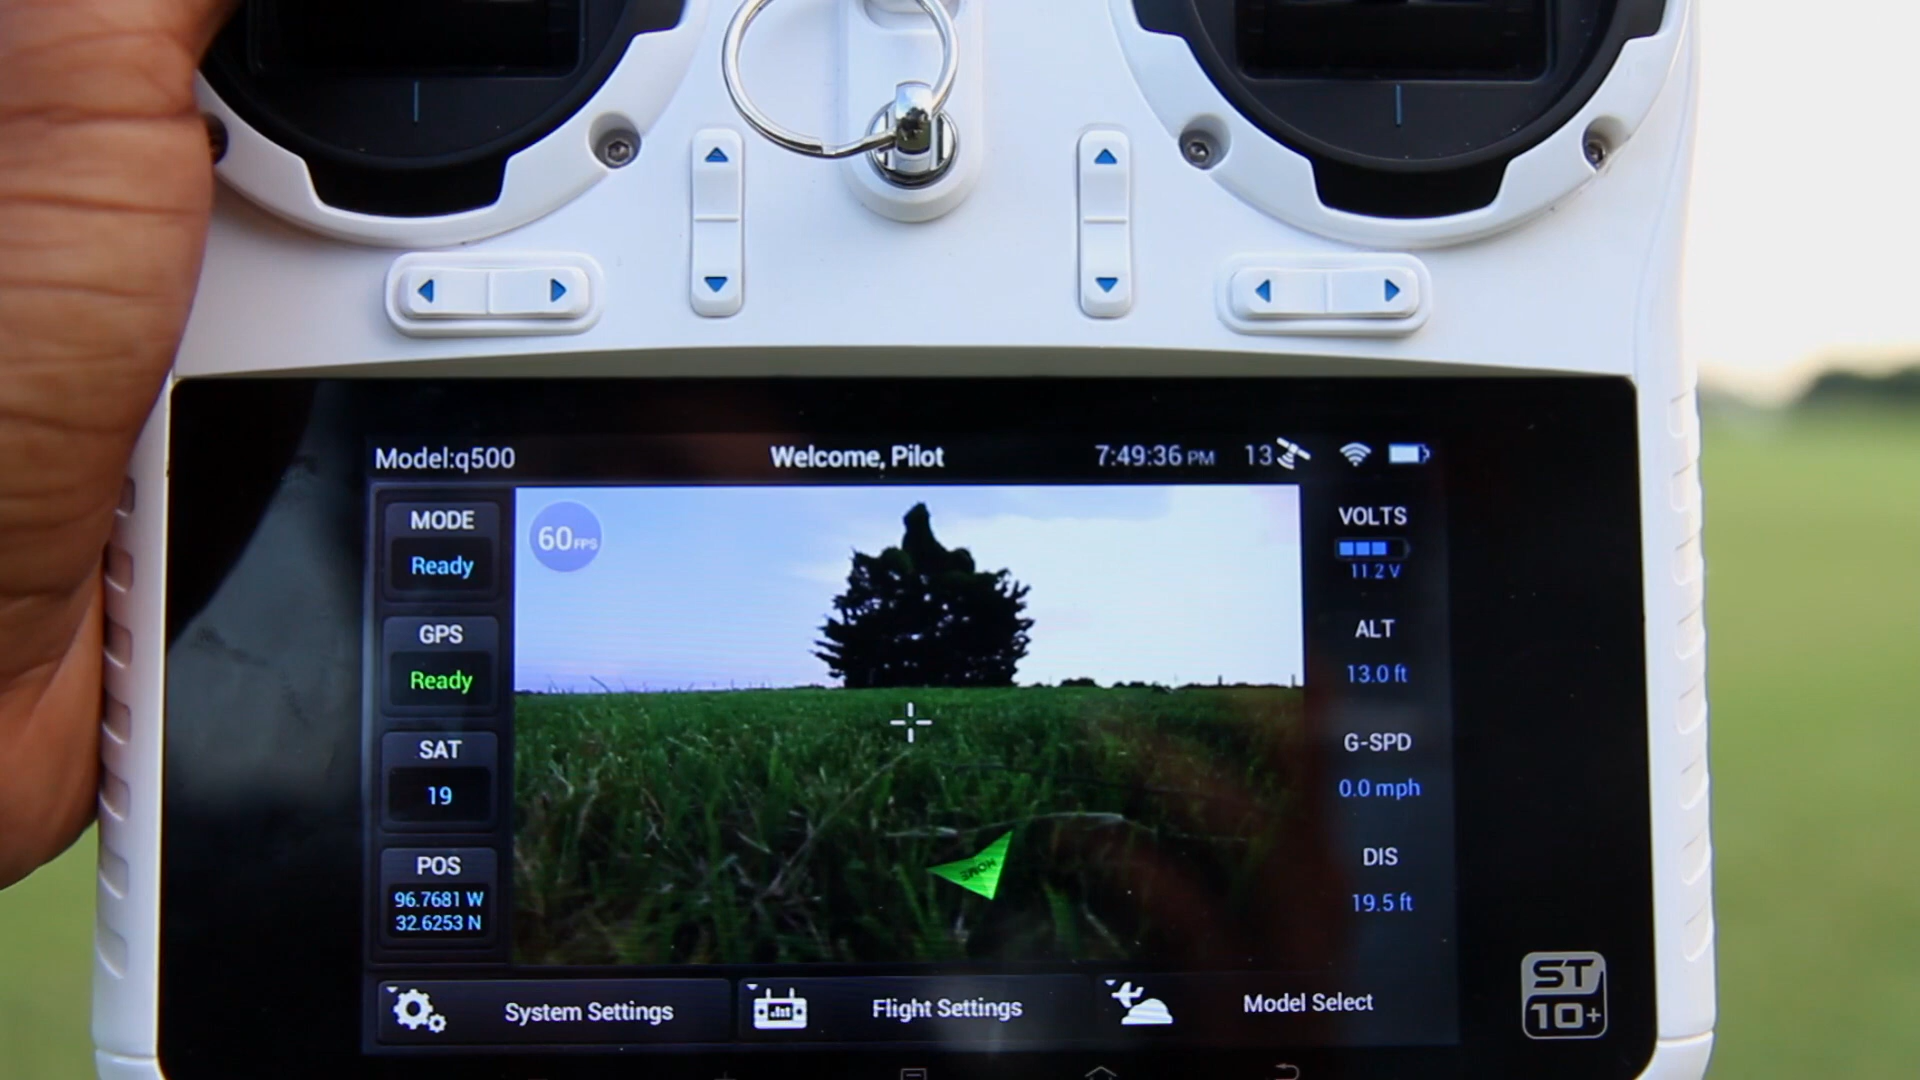 Model:q500 Welcome, Pilot 7:49:36 PM 13
MODE
Ready
GPS
Ready
SAT
19
POS
96.7681 W
32.6253 N
60FPS
HOME
VOLTS
11.2 V
ALT
13.0 ft
G-SPD
0.0 mph
DIS
19.5 ft
System Settings Flight Settings Model Select
ST
10+